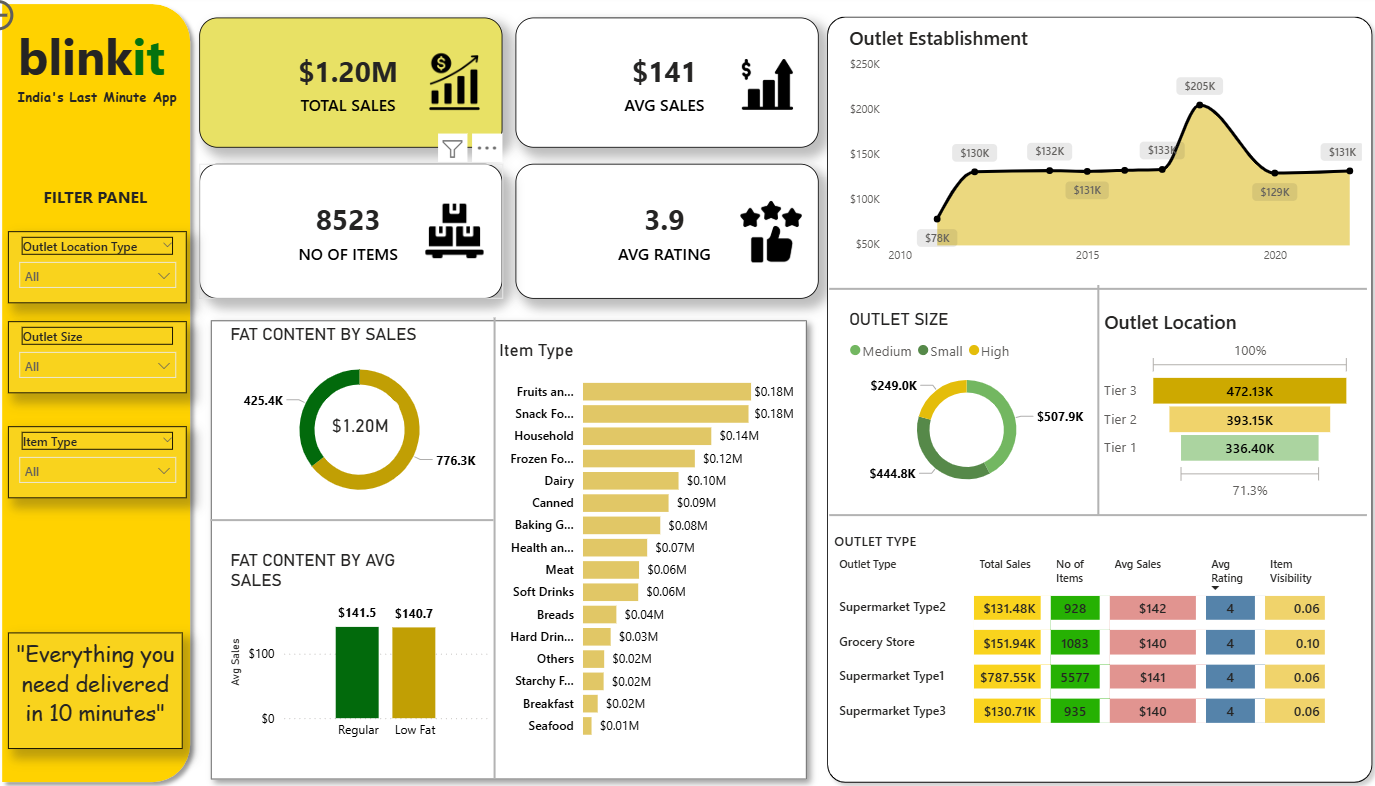 blinkit
India's Last Minute App
FILTER PANEL
Outlet Location Type
All
Outlet Size
All
Item Type
All
"Everything you
need delivered
in 10 minutes"
$1.20M
TOTAL SALES
$141
AVG SALES
8523
NO OF ITEMS
3.9
AVG RATING
FAT CONTENT BY SALES
425.4K
$1.20M
776.3K
FAT CONTENT BY AVG
SALES
Avg Sales
$100
$0
$141.5
$140.7
Regular
Low Fat
Item Type
Fruits an... $0.18M
Snack Fo... $0.18M
Household $0.14M
Frozen Fo... $0.12M
Dairy $0.10M
Canned $0.09M
Baking G... $0.08M
Health an... $0.07M
Meat $0.06M
Soft Drinks $0.06M
Breads $0.04M
Hard Drin... $0.03M
Others $0.02M
Starchy F... $0.02M
Breakfast $0.02M
Seafood $0.01M
Outlet Establishment
$250K
$200K
$150K
$100K
$50K
$78K
$130K
$132K
$131K
$133K
$205K
$129K
$131K
2010 2015 2020
OUTLET SIZE
Medium Small High
$249.0K
$507.9K
$444.8K
Outlet Location
100%
Tier 3 472.13K
Tier 2 393.15K
Tier 1 336.40K
71.3%
OUTLET TYPE
Outlet Type Total Sales No of Items Avg Sales Avg Rating Item Visibility
Supermarket Type2 $131.48K 928 $142 4 0.06
Grocery Store $151.94K 1083 $140 4 0.10
Supermarket Type1 $787.55K 5577 $141 4 0.06
Supermarket Type3 $130.71K 935 $140 4 0.06